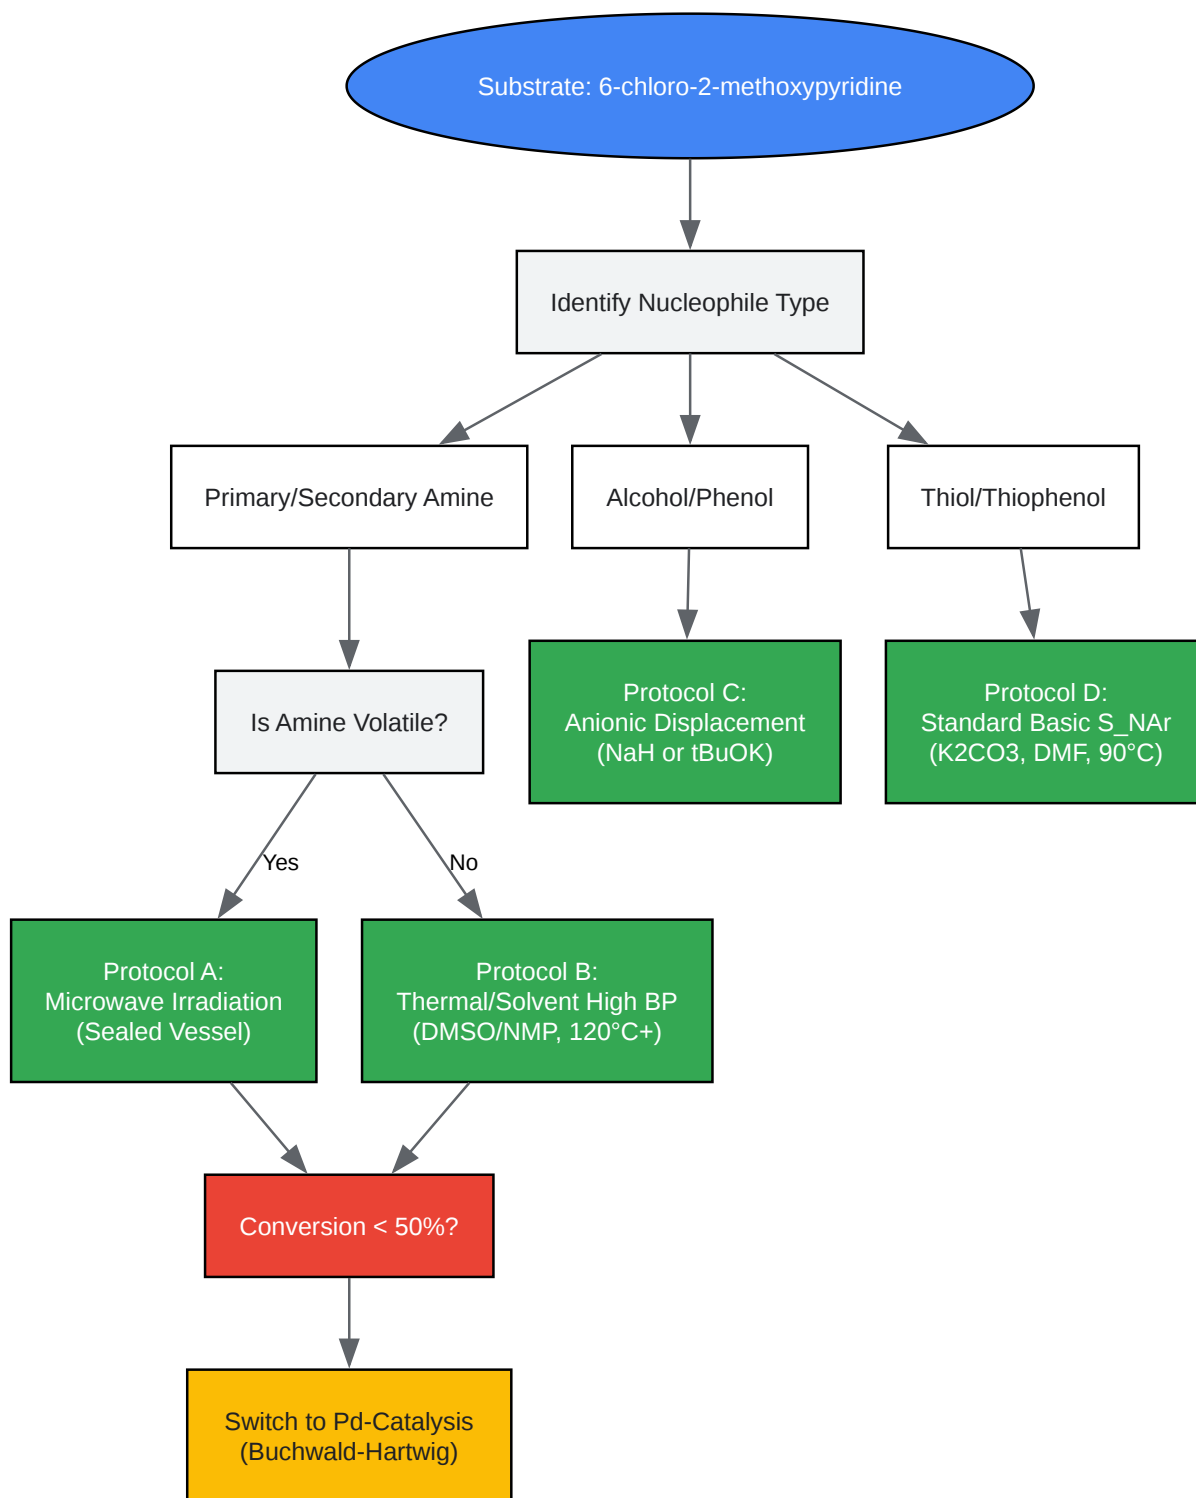 Substrate: 6-chloro-2-methoxypyridine
Identify Nucleophile Type
Primary/Secondary Amine
Alcohol/Phenol
Thiol/Thiophenol
Is Amine Volatile?
Protocol C:
Anionic Displacement
(NaH or tBuOK)
Protocol D:
Standard Basic S_NAr
(K2CO3, DMF, 90°C)
Yes
No
Protocol A:
Microwave Irradiation
(Sealed Vessel)
Protocol B:
Thermal/Solvent High BP
(DMSO/NMP, 120°C+)
Conversion < 50%?
Switch to Pd-Catalysis
(Buchwald-Hartwig)